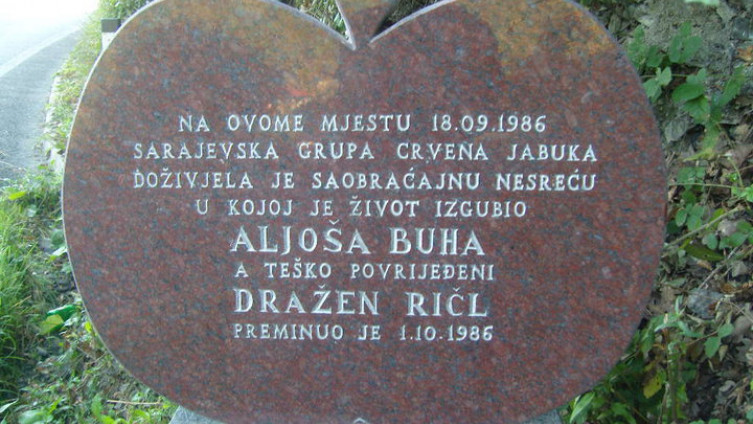 NA OVOME MJESTU 18.09.1986
SARAJEVSKA GRUPA CRVENA JABUKA
DOŽIVJELA JE SAOBRAĆAJNU NESREĆU
U KOJOJ JE ŽIVOT IZGUBIO
ALJOŠA BUHA
A TEŠKO POVRIJEĐENI
DRAŽEN RIČL
PREMINUO JE 1.10.1986